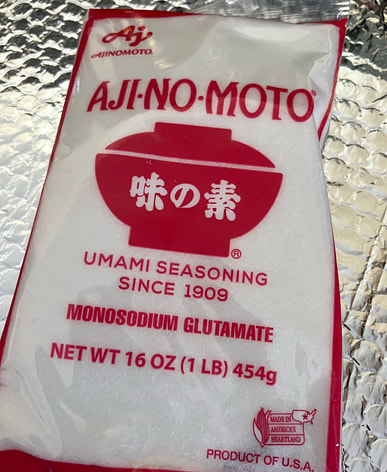 Aj
AJINOMOTO®
AJI-NO-MOTO®
味の素
®
UMAMI SEASONING
SINCE 1909
MONOSODIUM GLUTAMATE
NET WT 16 OZ (1 LB) 454g
MADE IN
AMERICA'S
HEARTLAND
PRODUCT OF U.S.A.